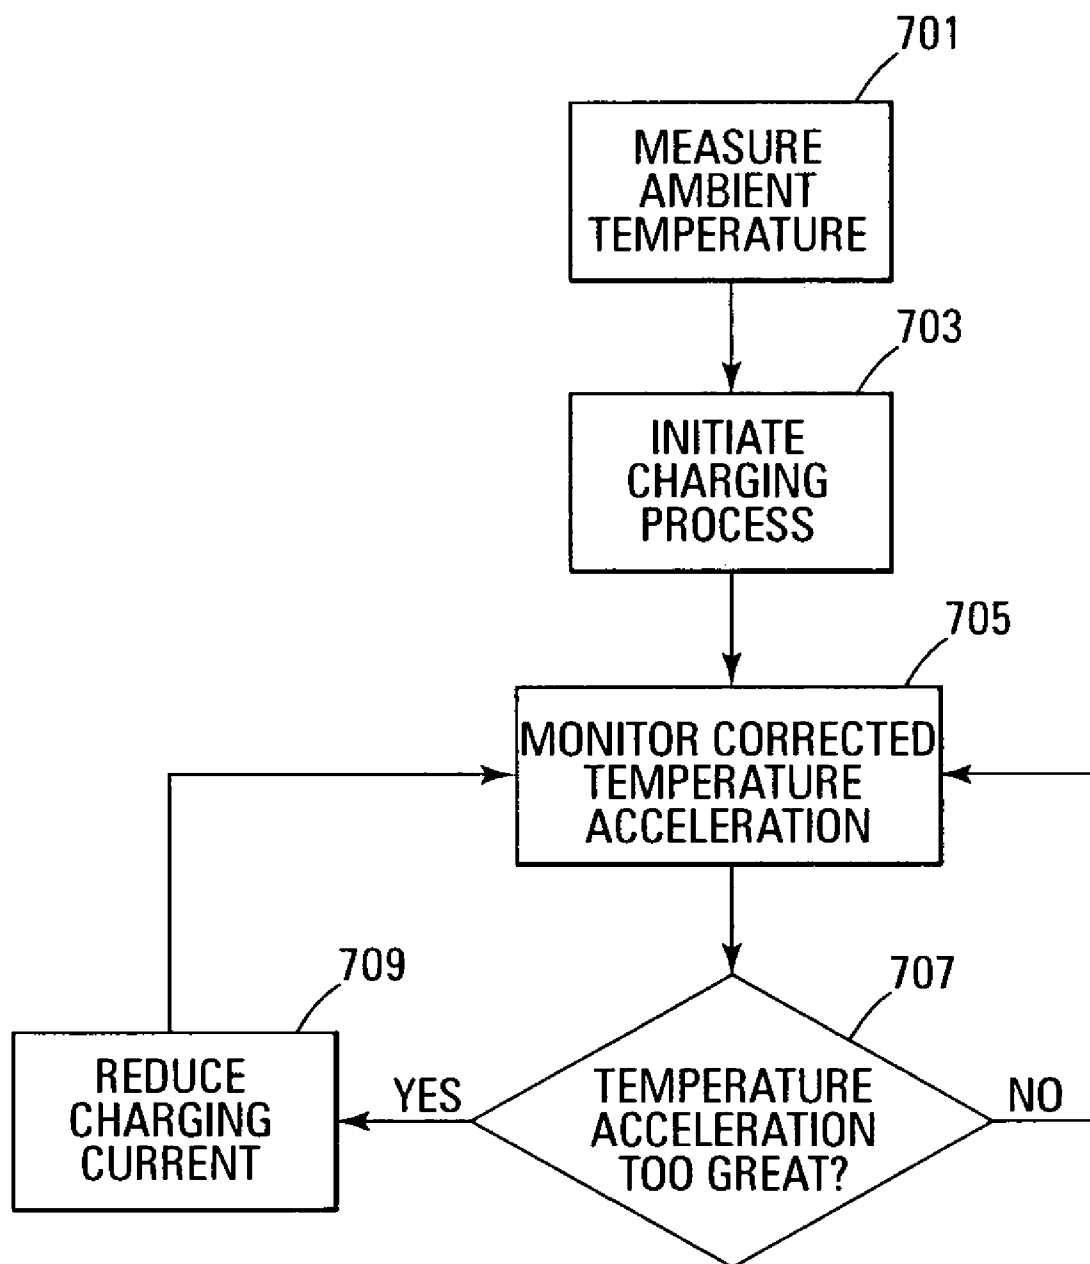 701
MEASURE
AMBIENT
TEMPERATURE
703
INITIATE
CHARGING
PROCESS
705
MONITOR CORRECTED
TEMPERATURE
ACCELERATION
709
707
REDUCE
CHARGING
CURRENT
YES
TEMPERATURE
ACCELERATION
TOO GREAT?
NO